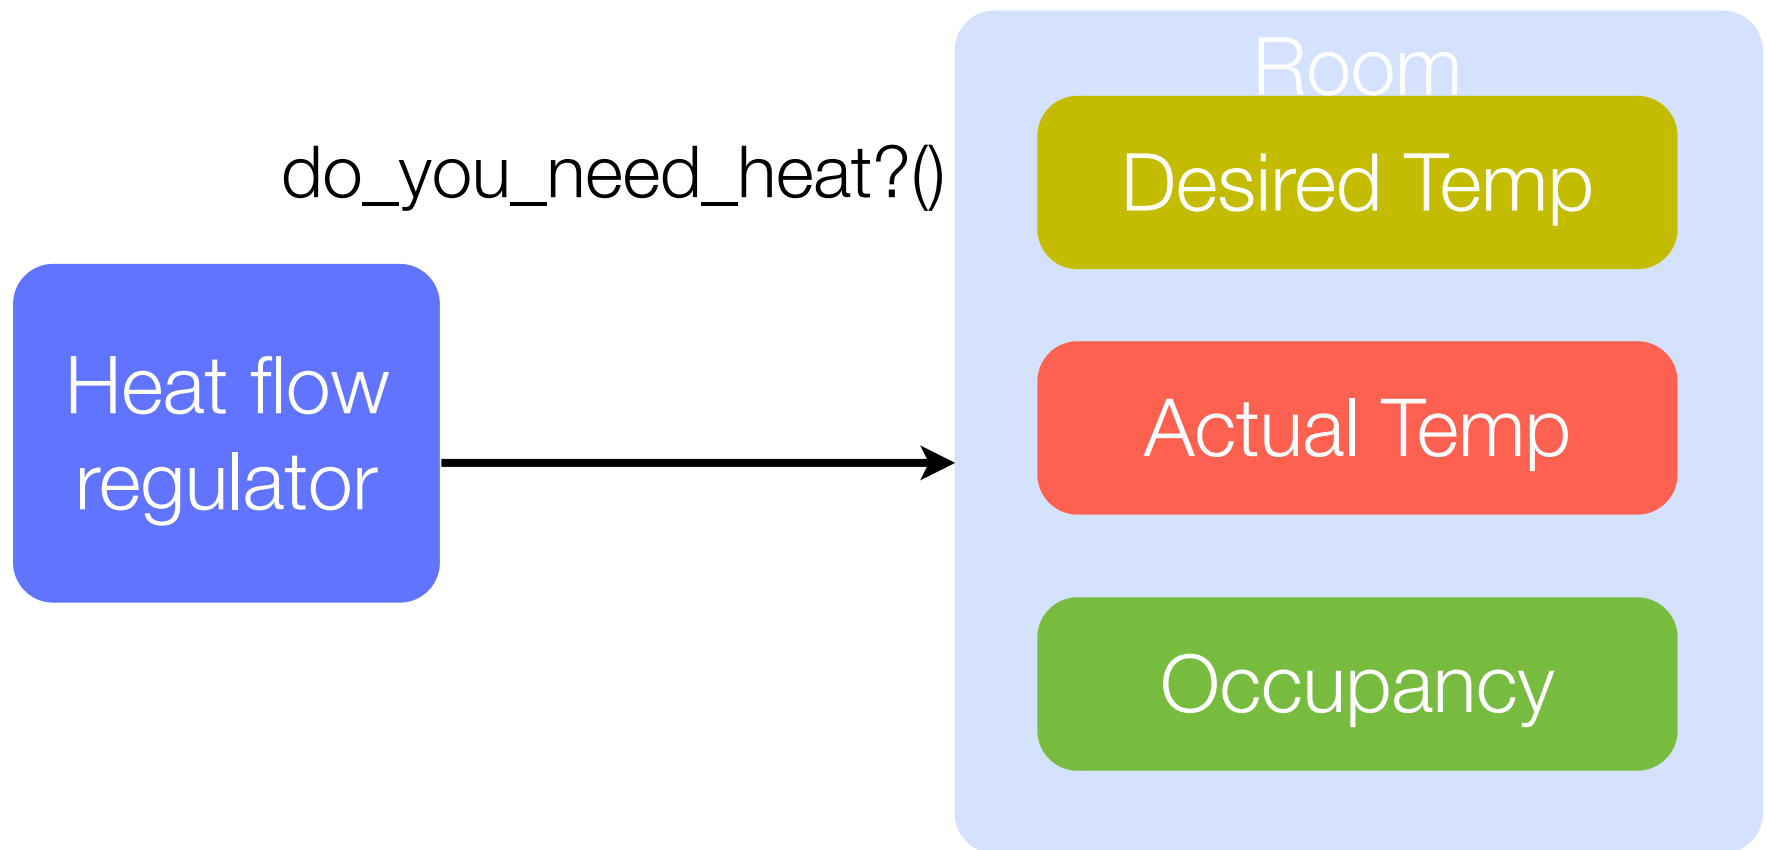 Room
do_you_need_heat?()
Desired Temp
Heat flow
regulator
Actual Temp
Occupancy